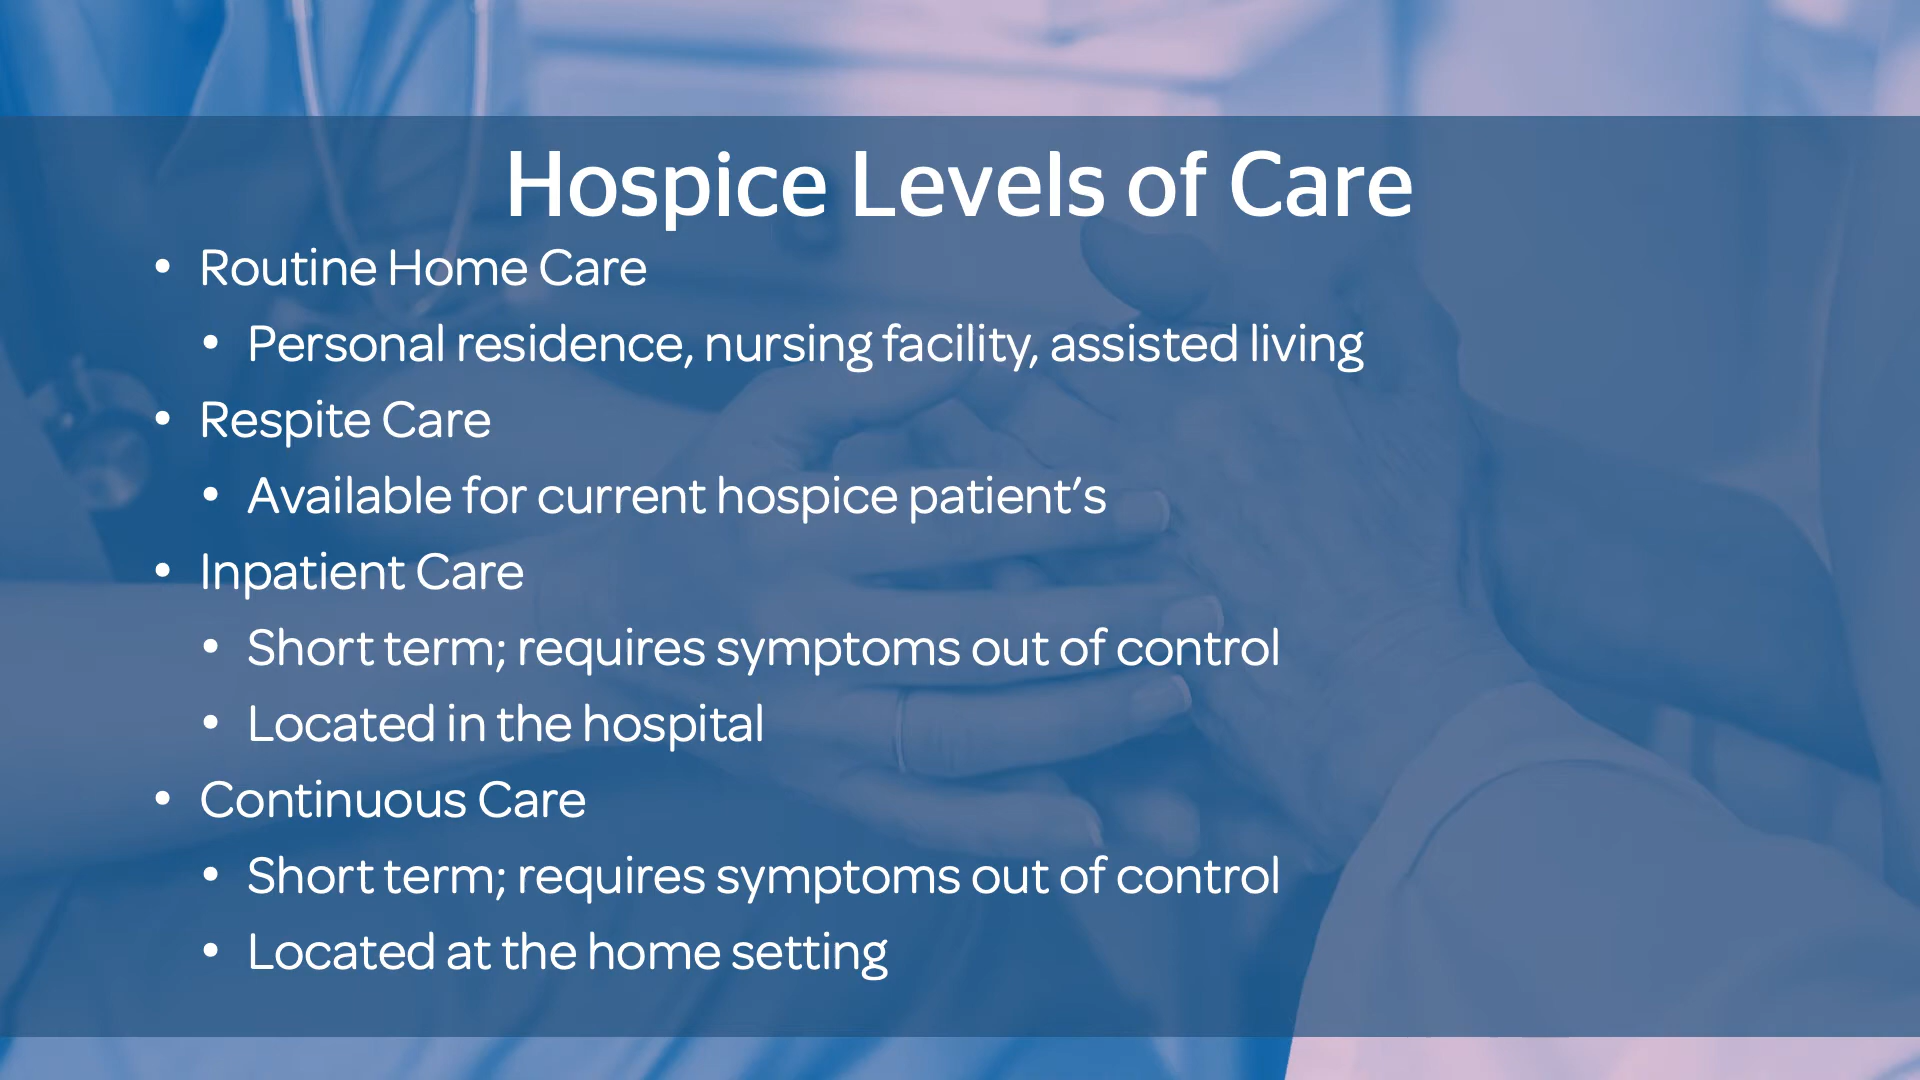 Hospice Levels of Care
• Routine Home Care
• Personal residence, nursing facility, assisted living
• Respite Care
• Available for current hospice patient’s
• Inpatient Care
• Short term; requires symptoms out of control
• Located in the hospital
• Continuous Care
• Short term; requires symptoms out of control
• Located at the home setting